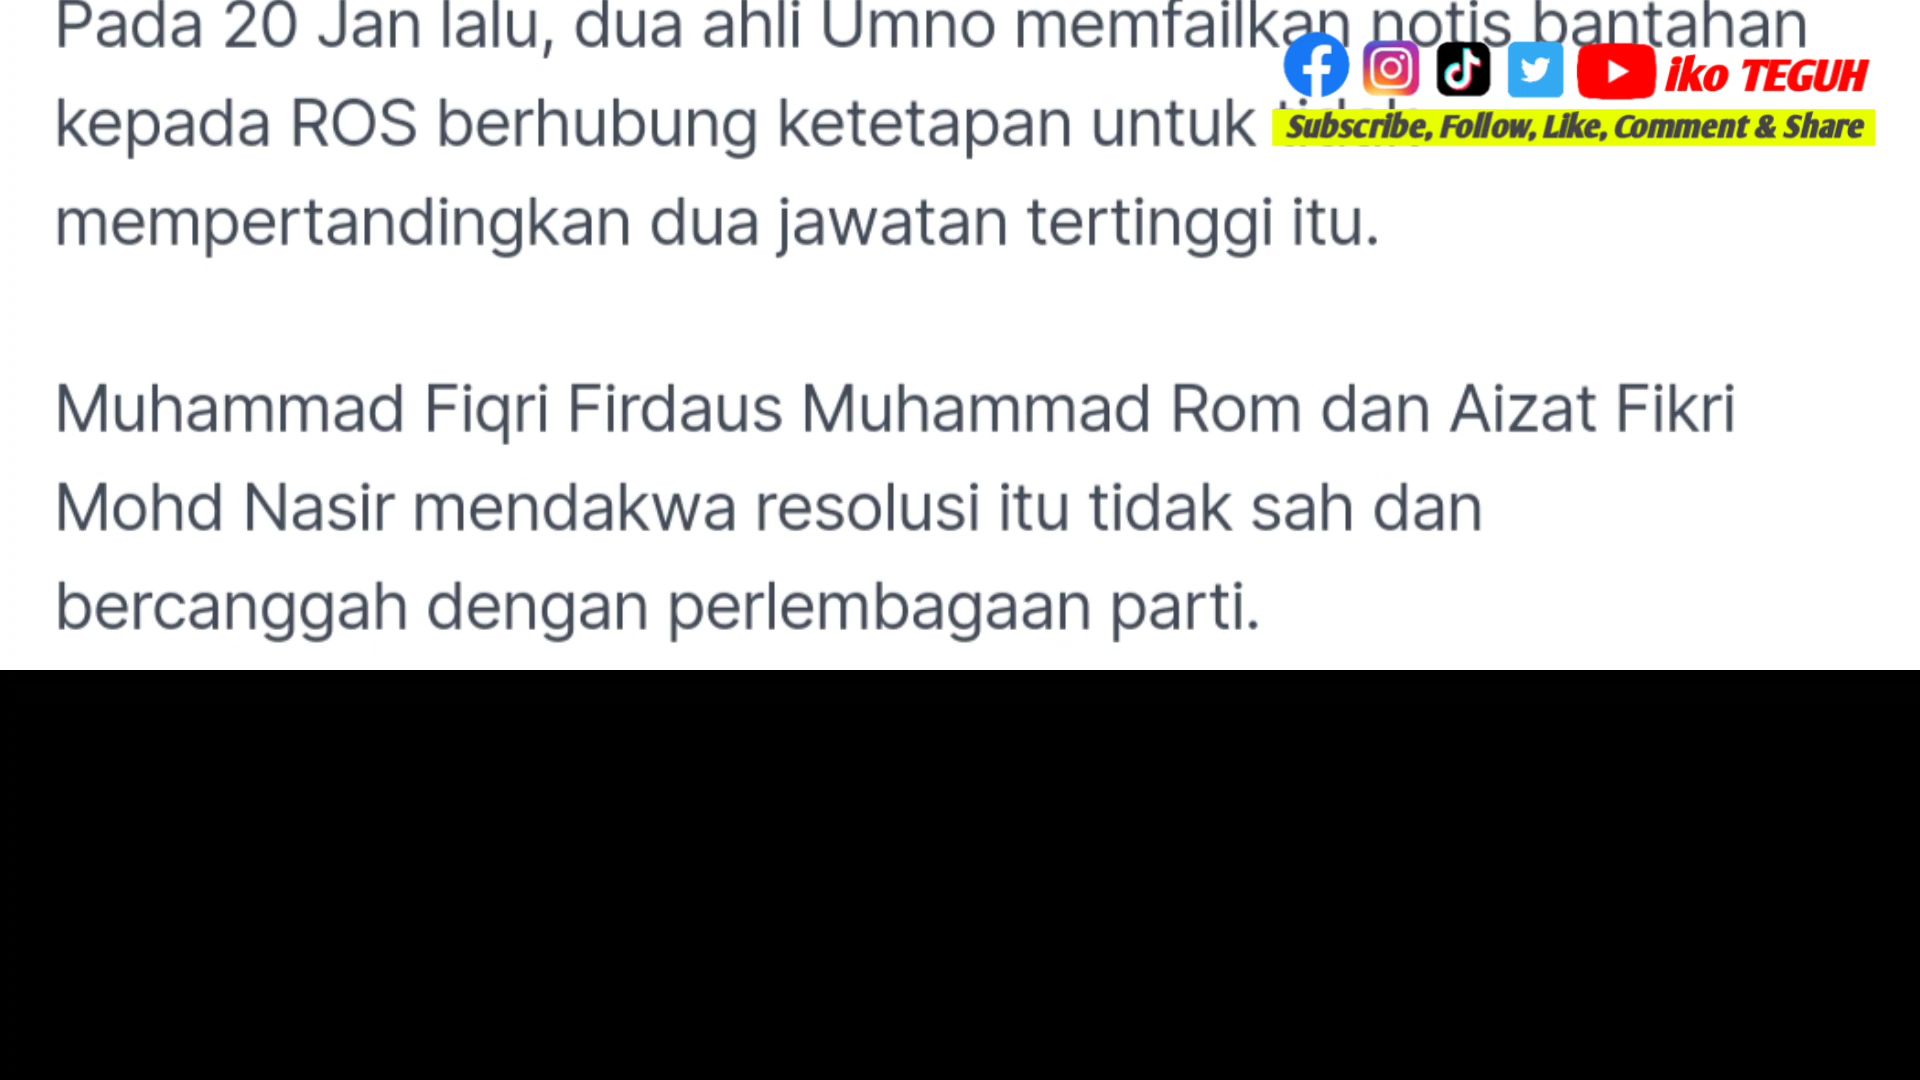 Pada 20 Jan lalu, dua ahli Umno memfailkan notis bantahan
iko TEGUH
kepada ROS berhubung ketetapan untuk
Subscribe, Follow, Like, Comment & Share
mempertandingkan dua jawatan tertinggi itu.
Muhammad Fiqri Firdaus Muhammad Rom dan Aizat Fikri
Mohd Nasir mendakwa resolusi itu tidak sah dan
bercanggah dengan perlembagaan parti.